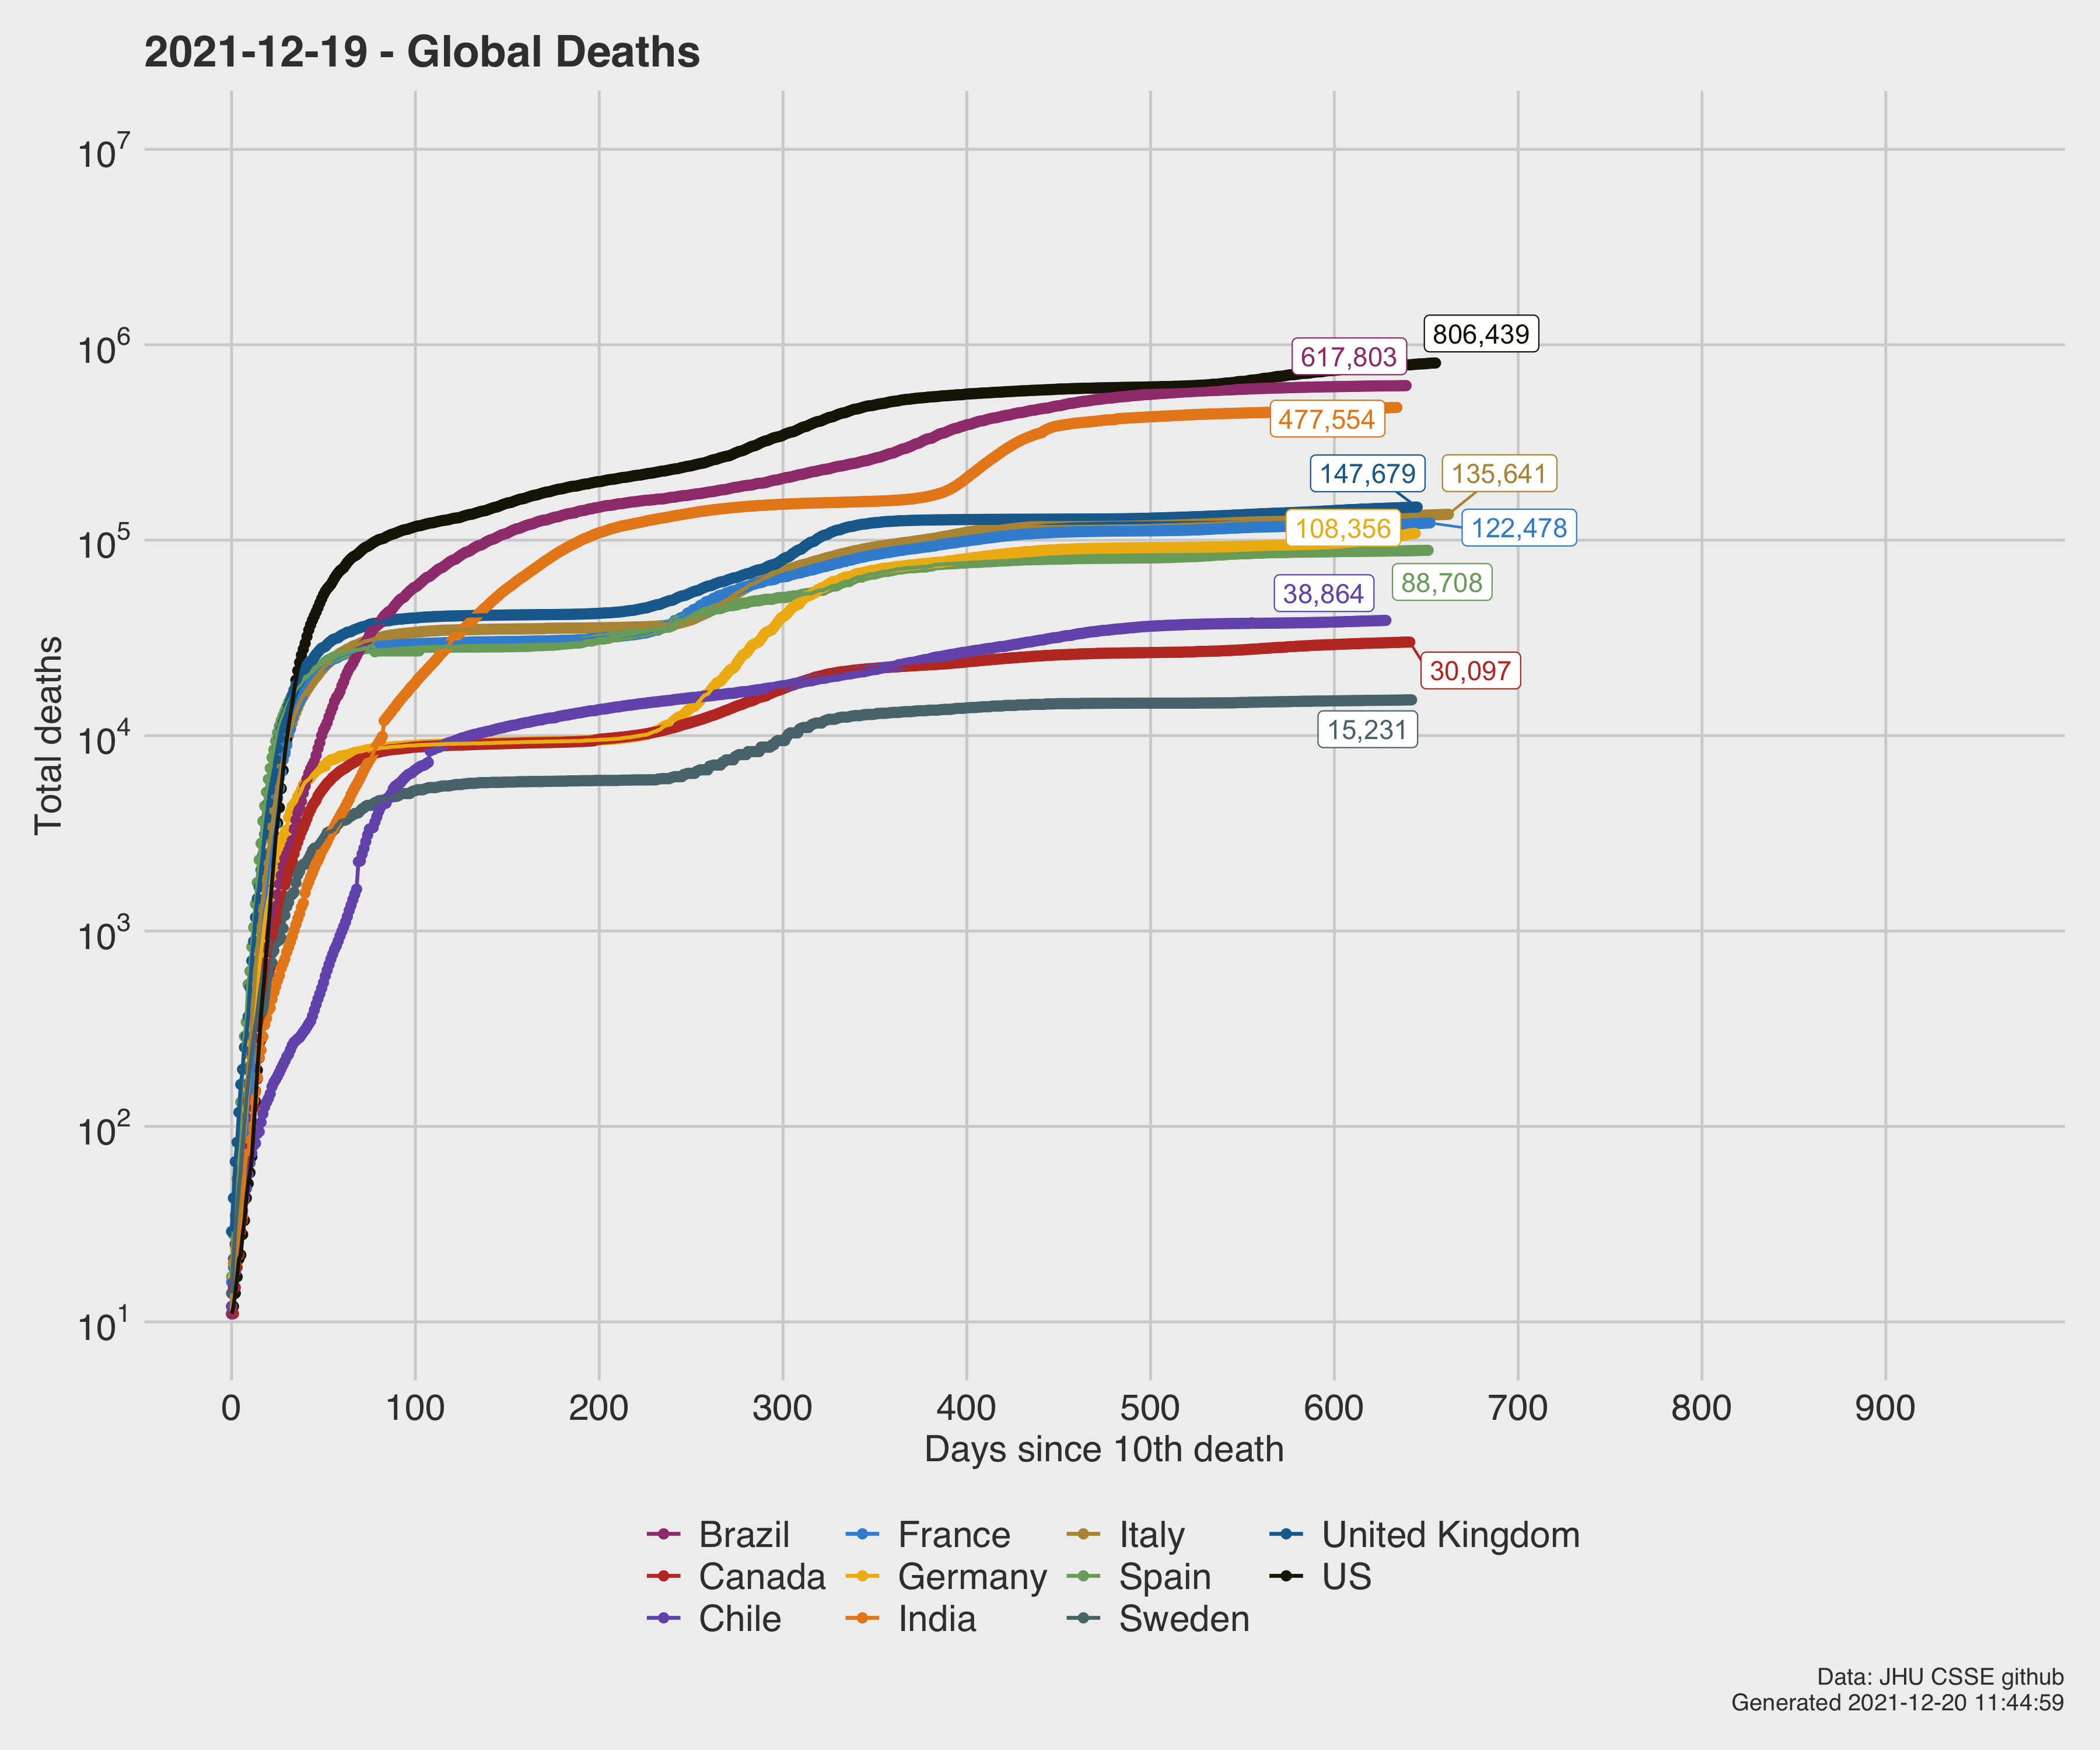 2021-12-19 - Global Deaths
10^7
10^6
10^5
10^4
10^3
10^2
10^1
Total deaths
806,439
617,803
477,554
147,679
135,641
108,356
122,478
88,708
38,864
30,097
15,231
0 100 200 300 400 500 600 700 800 900
Days since 10th death
Brazil France Italy United Kingdom
Canada Germany Spain US
Chile India Sweden
Data: JHU CSSE github
Generated 2021-12-20 11:44:59